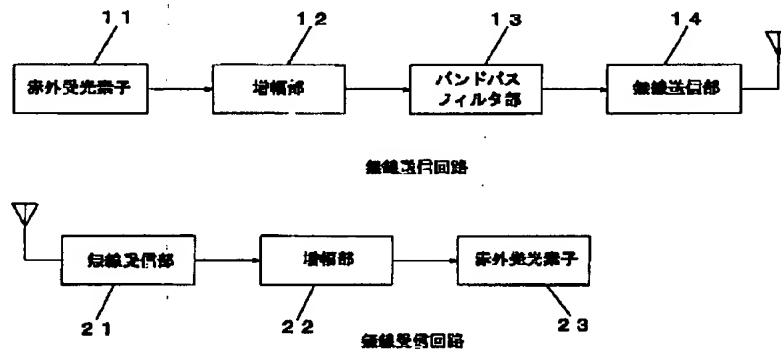 11 12 13 14
赤外受光素子 増幅部 バンドパス
フィルタ部 無線送信部
無線送信回路
無線受信部 増幅部 赤外発光素子
21 22 23
無線受信回路